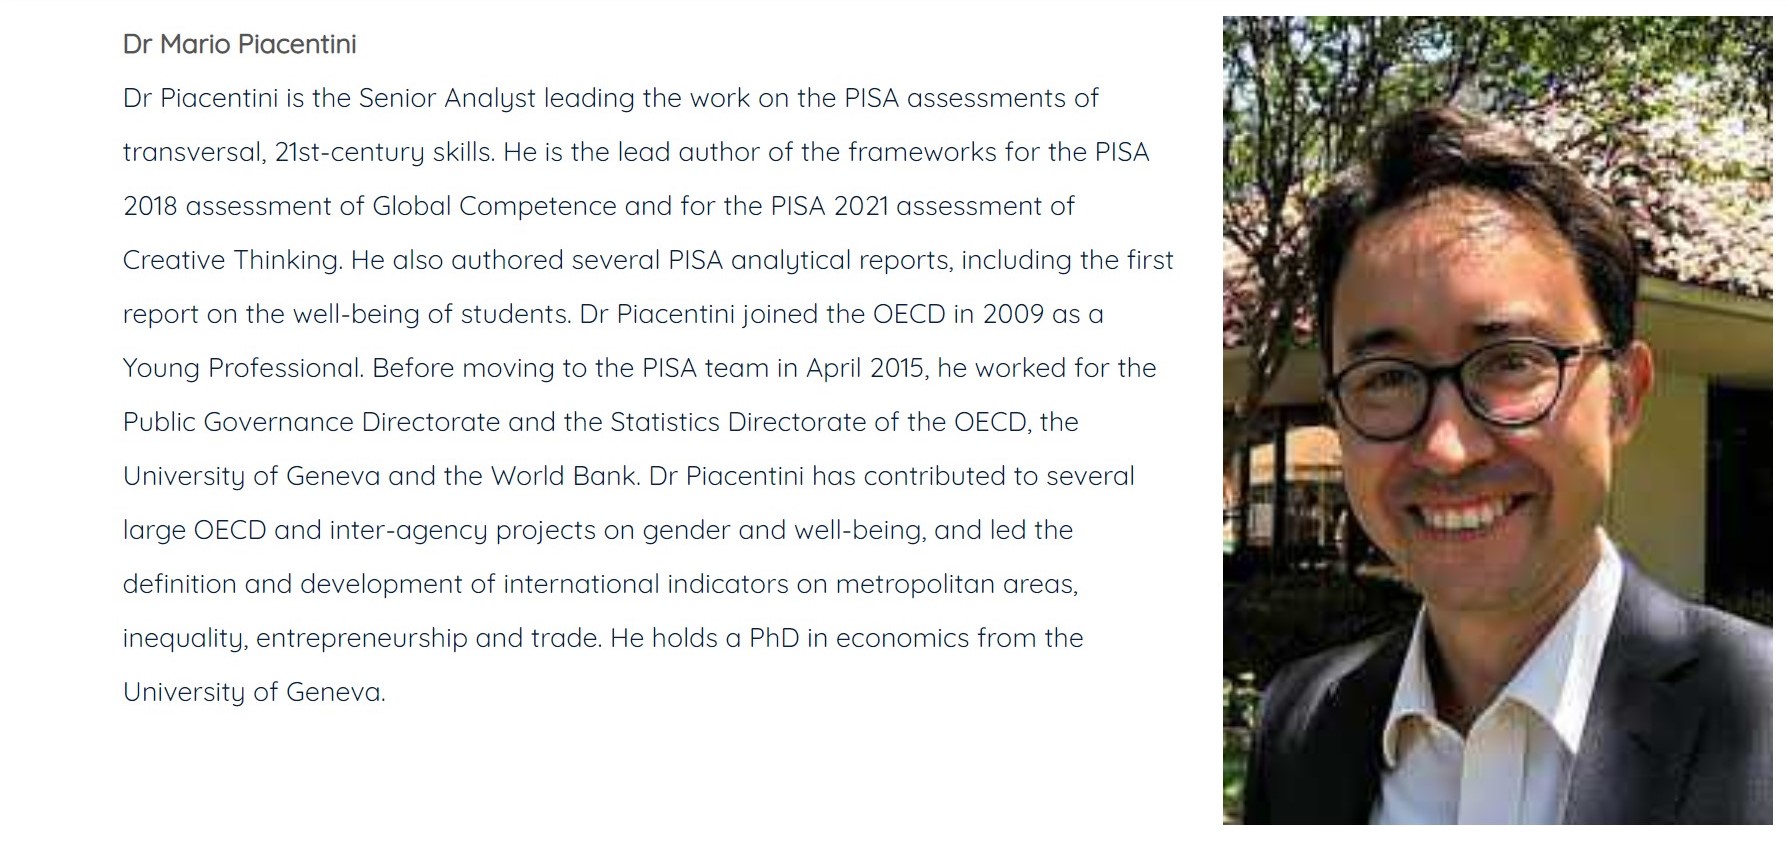 Dr Mario Piacentini
Dr Piacentini is the Senior Analyst leading the work on the PISA assessments of
transversal, 21st-century skills. He is the lead author of the frameworks for the PISA
2018 assessment of Global Competence and for the PISA 2021 assessment of
Creative Thinking. He also authored several PISA analytical reports, including the first
report on the well-being of students. Dr Piacentini joined the OECD in 2009 as a
Young Professional. Before moving to the PISA team in April 2015, he worked for the
Public Governance Directorate and the Statistics Directorate of the OECD, the
University of Geneva and the World Bank. Dr Piacentini has contributed to several
large OECD and inter-agency projects on gender and well-being, and led the
definition and development of international indicators on metropolitan areas,
inequality, entrepreneurship and trade. He holds a PhD in economics from the
University of Geneva.